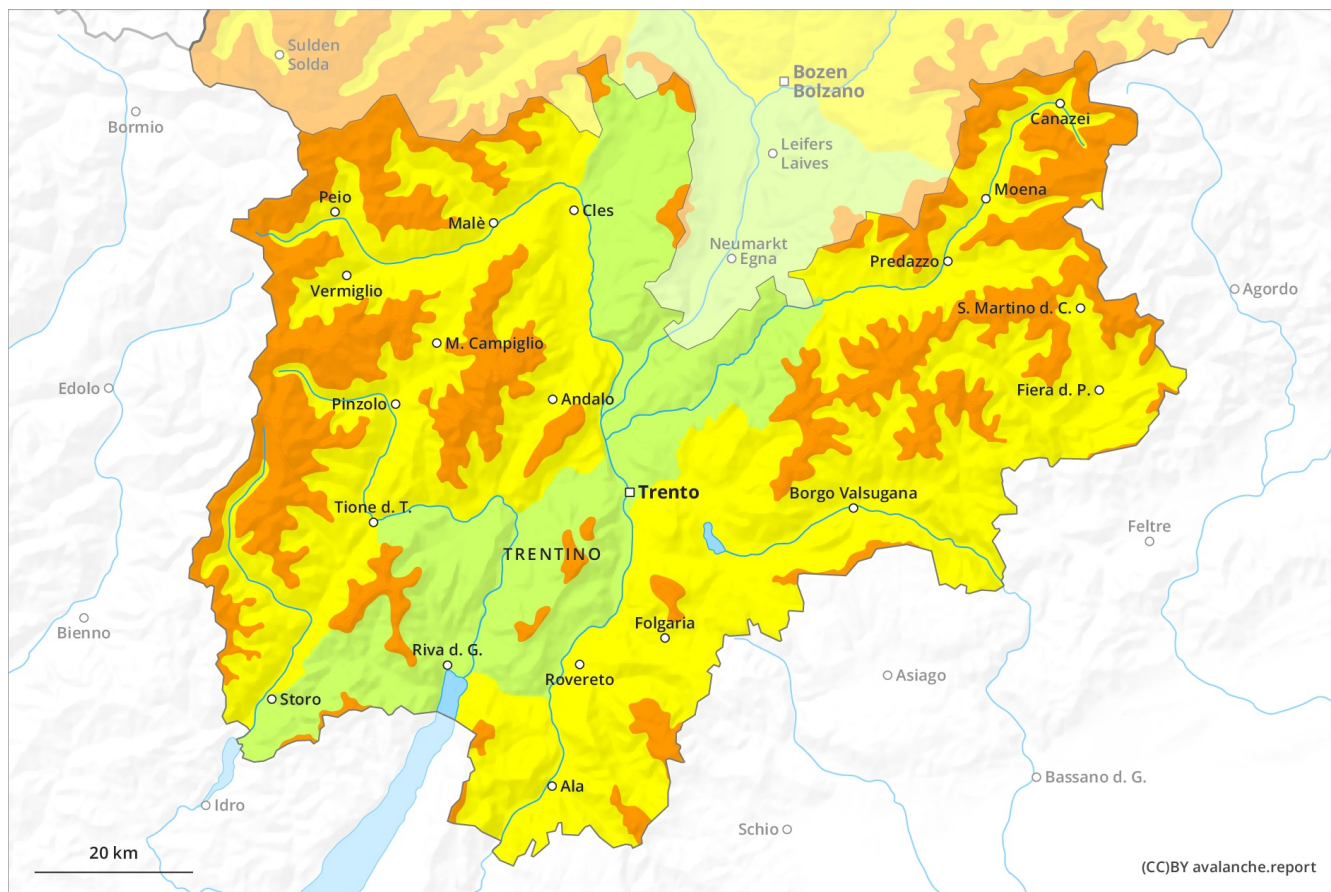 Sulden
Solda
Bozen
Bolzano
Bormio
Canazei
Leifers
Laives
Peio
Moena
Malè
Cles
Neumarkt
Egna
Predazzo
Vermiglio
Agordo
S. Martino d. C.
M. Campiglio
Edolo
Pinzolo
Andalo
Fiera d. P.
Trento
Borgo Valsugana
Tione d. T.
Feltre
TRENTINO
Bienno
Folgaria
Riva d. G.
Rovereto
Asiago
Storo
Bassano d. G.
Ala
Idro
Schio
20 km
(CC)BY avalanche.report